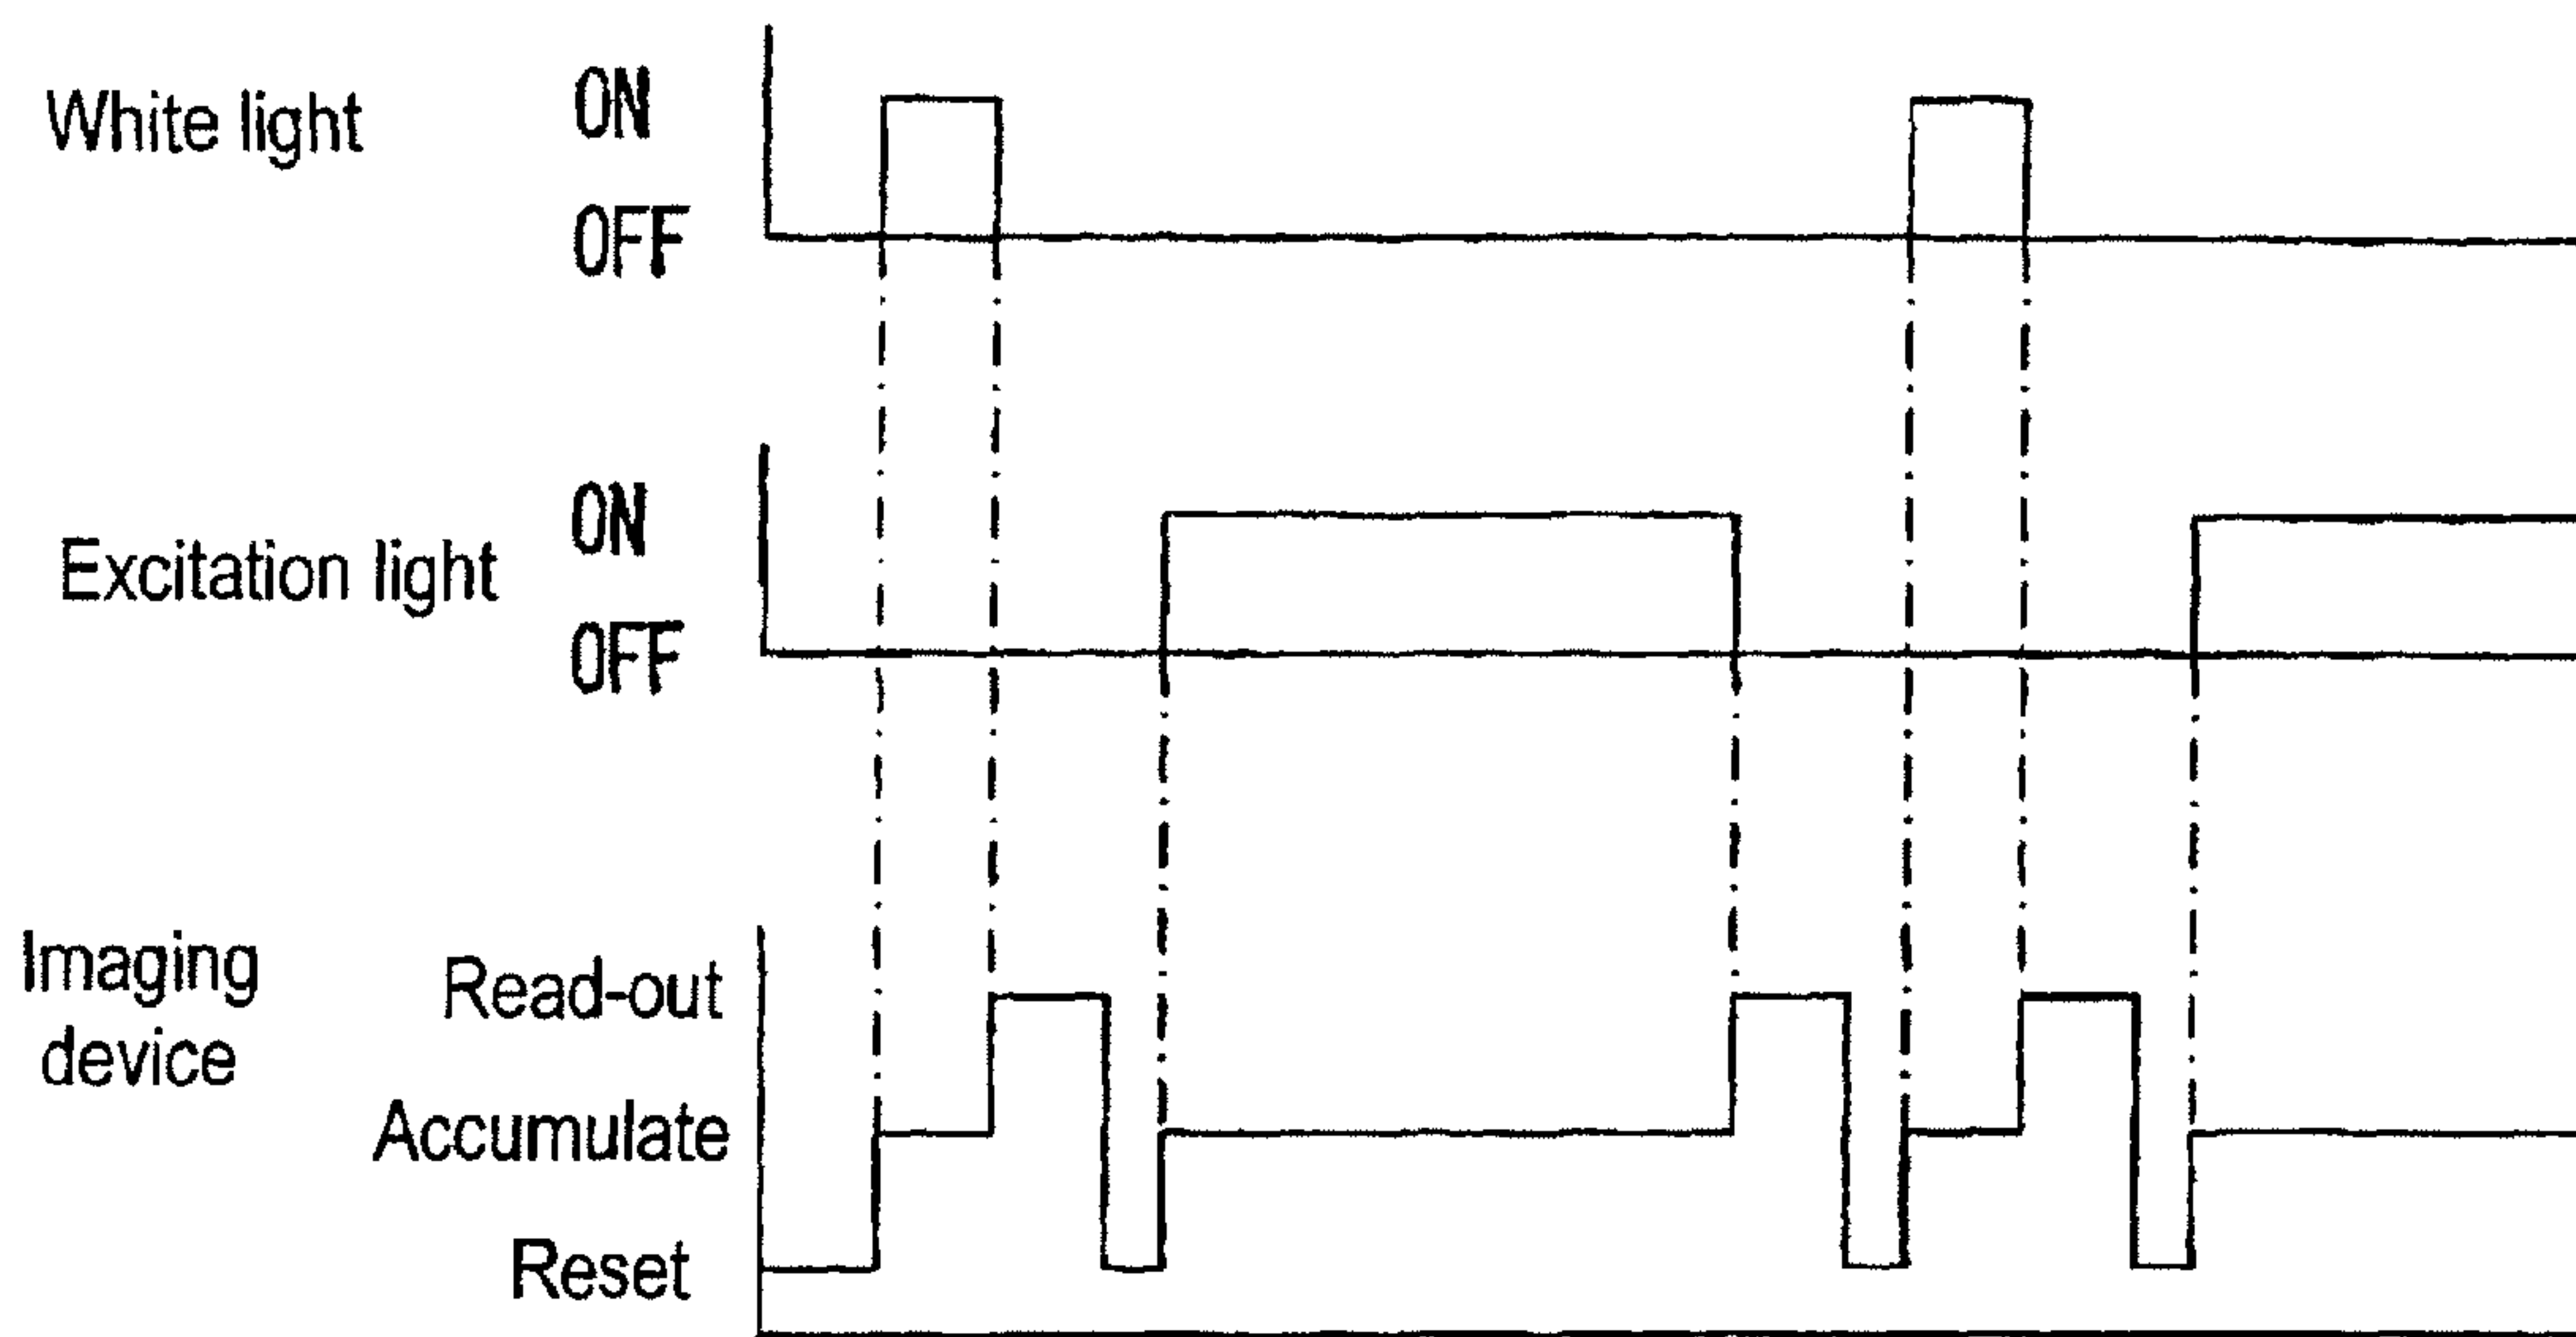 White light
ON
OFF
Excitation light
ON
OFF
Imaging
device
Read-out
Accumulate
Reset